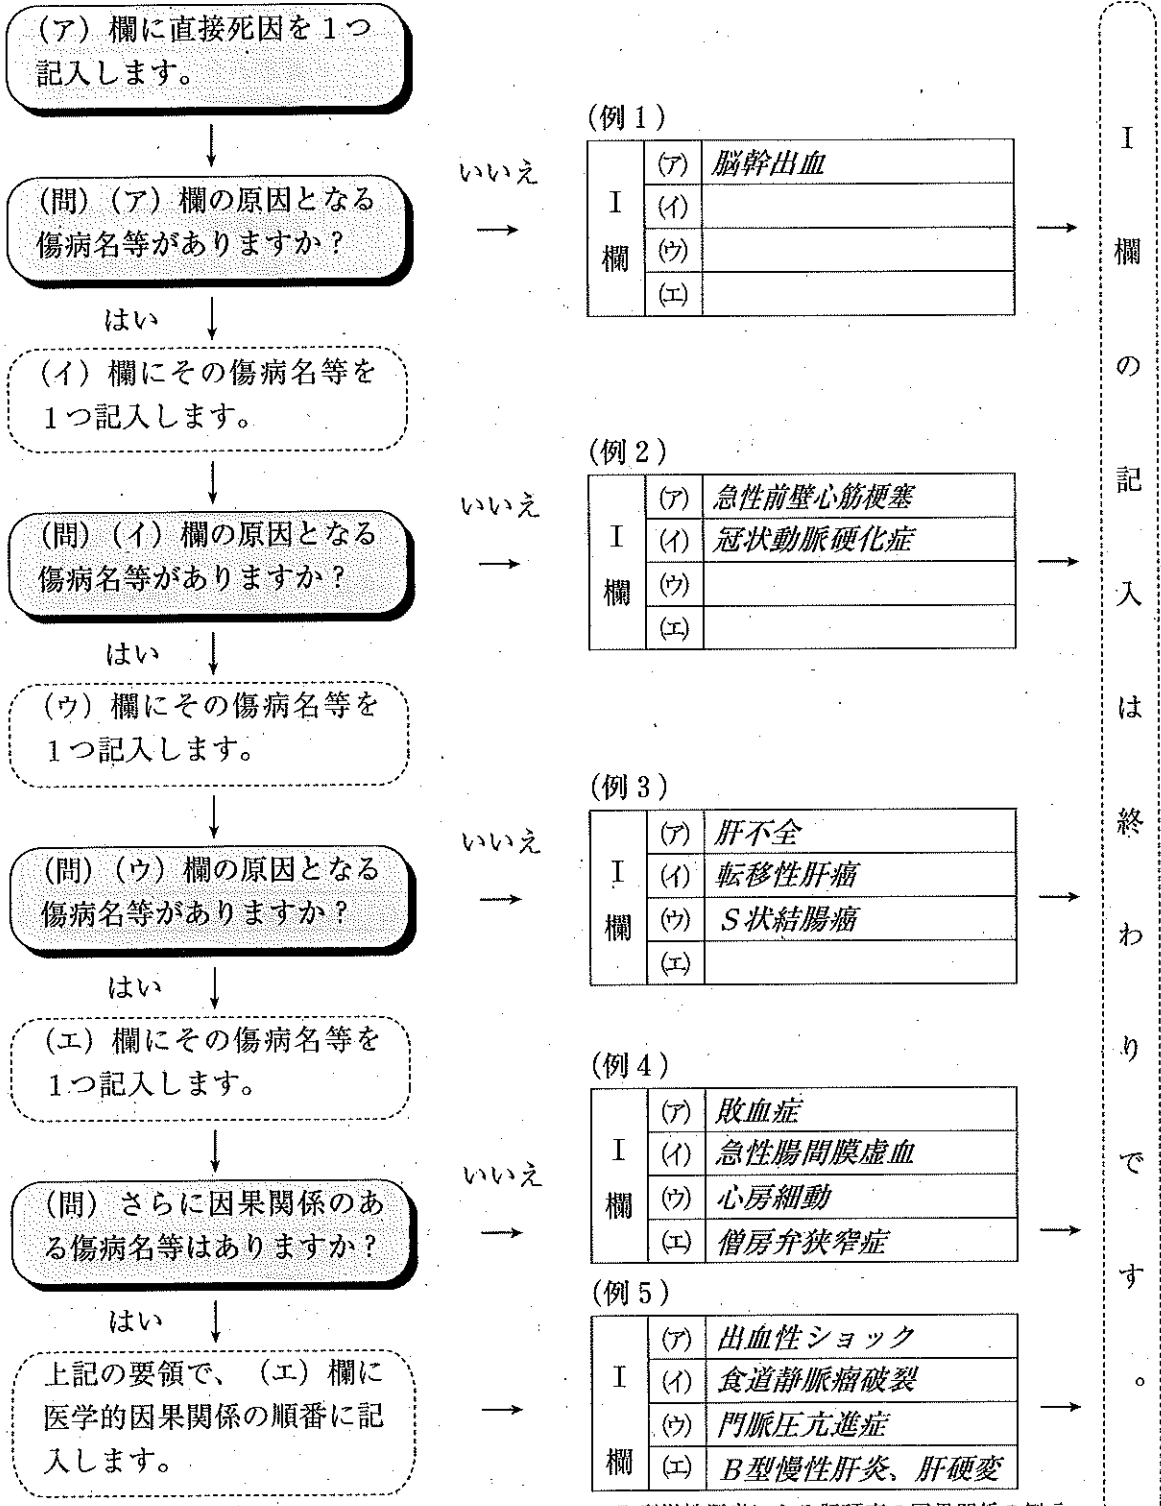 (ア)欄に直接死因を1つ
記入します。
(問)(ア)欄の原因となる
傷病名等がありますか?
いいえ
(例1)
I欄
(ア) 脳幹出血
(イ)
(ウ)
(エ)
はい
(イ)欄にその傷病名等を
1つ記入します。
(問)(イ)欄の原因となる
傷病名等がありますか?
いいえ
(例2)
I欄
(ア) 急性前壁心筋梗塞
(イ) 冠状動脈硬化症
(ウ)
(エ)
はい
(ウ)欄にその傷病名等を
1つ記入します。
(問)(ウ)欄の原因となる
傷病名等がありますか?
いいえ
(例3)
I欄
(ア) 肝不全
(イ) 転移性肝癌
(ウ) S状結腸癌
(エ)
はい
(エ)欄にその傷病名等を
1つ記入します。
(問)さらに因果関係のあ
る傷病名等はありますか?
いいえ
(例4)
I欄
(ア) 敗血症
(イ) 急性腸間膜虚血
(ウ) 心房細動
(エ) 僧房弁狭窄症
はい
上記の要領で、(エ)欄に
医学的因果関係の順番に記
入します。
(例5)
I欄
(ア) 出血性ショック
(イ) 食道静脈瘤破裂
(ウ) 門脈圧亢進症
(エ) B型慢性肝炎、肝硬変
I欄の記入は終わりです。